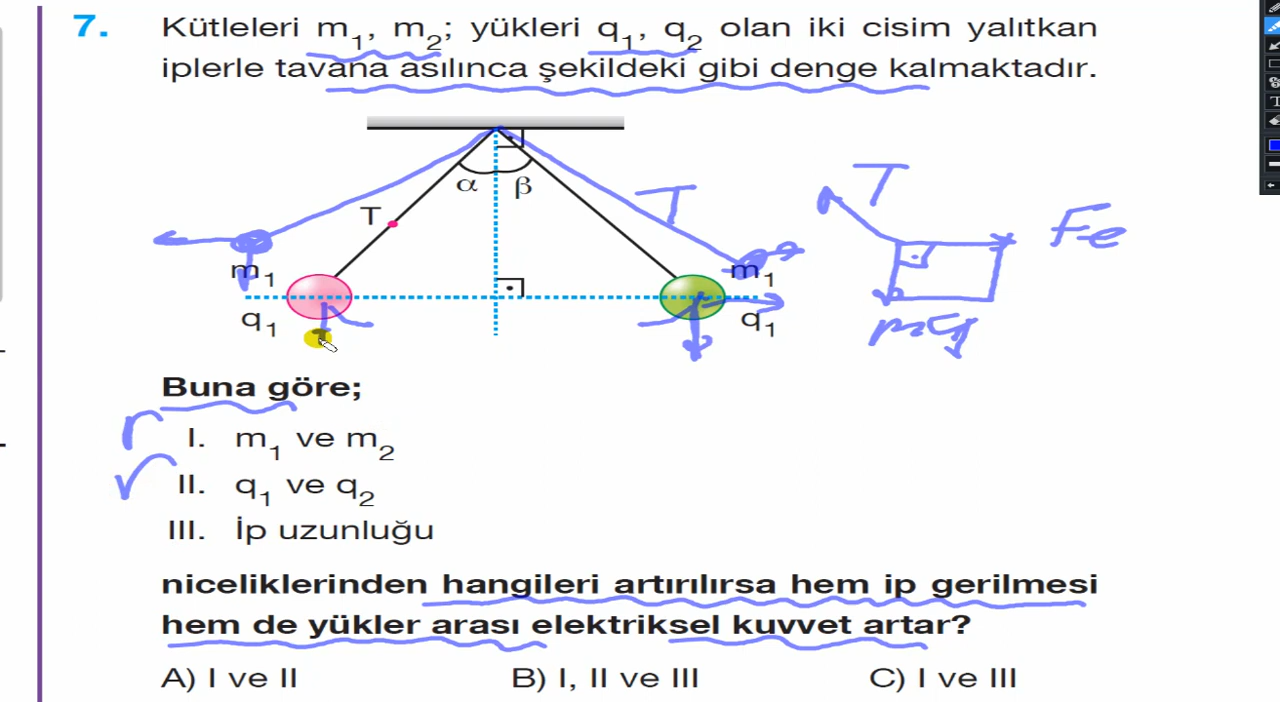 7. Kütleleri m₁, m₂; yükleri q₁, q₂ olan iki cisim yalıtkan
iplerle tavana asılınca şekildeki gibi denge kalmaktadır.
α β
T
T
T
Fe
m₁
m₁
q₁
q₁
m₂g
Buna göre;
I. m₁ ve m₂
II. q₁ ve q₂
III. İp uzunluğu
niceliklerinden hangileri artırılırsa hem ip gerilmesi
hem de yükler arası elektriksel kuvvet artar?
A) I ve II B) I, II ve III C) I ve III